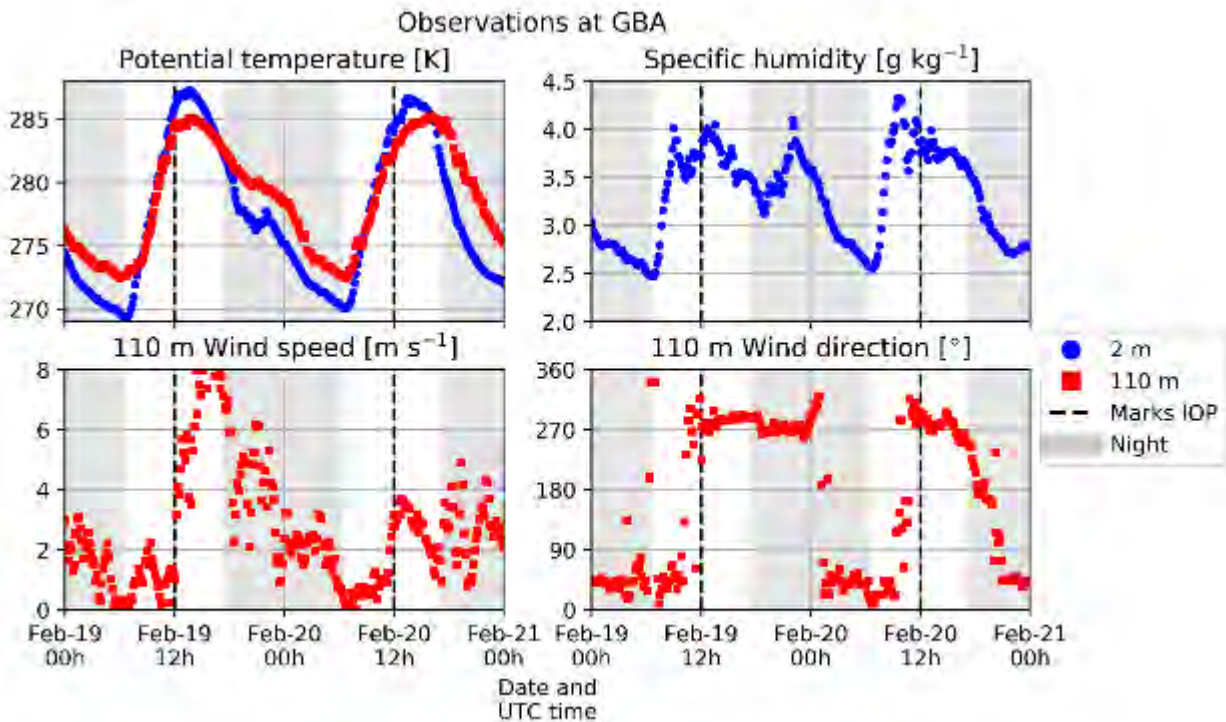 Observations at GBA
Potential temperature [K]
Specific humidity [g kg⁻¹]
285
280
275
270
4.5
4.0
3.5
3.0
2.5
2.0
110 m Wind speed [m s⁻¹]
110 m Wind direction [°]
8
6
4
2
0
360
270
180
90
0
2 m
110 m
Marks IOP
Night
Feb-19 00h
Feb-19 12h
Feb-20 00h
Feb-20 12h
Feb-21 00h
Feb-19 00h
Feb-19 12h
Feb-20 00h
Feb-20 12h
Feb-21 00h
Date and
UTC time